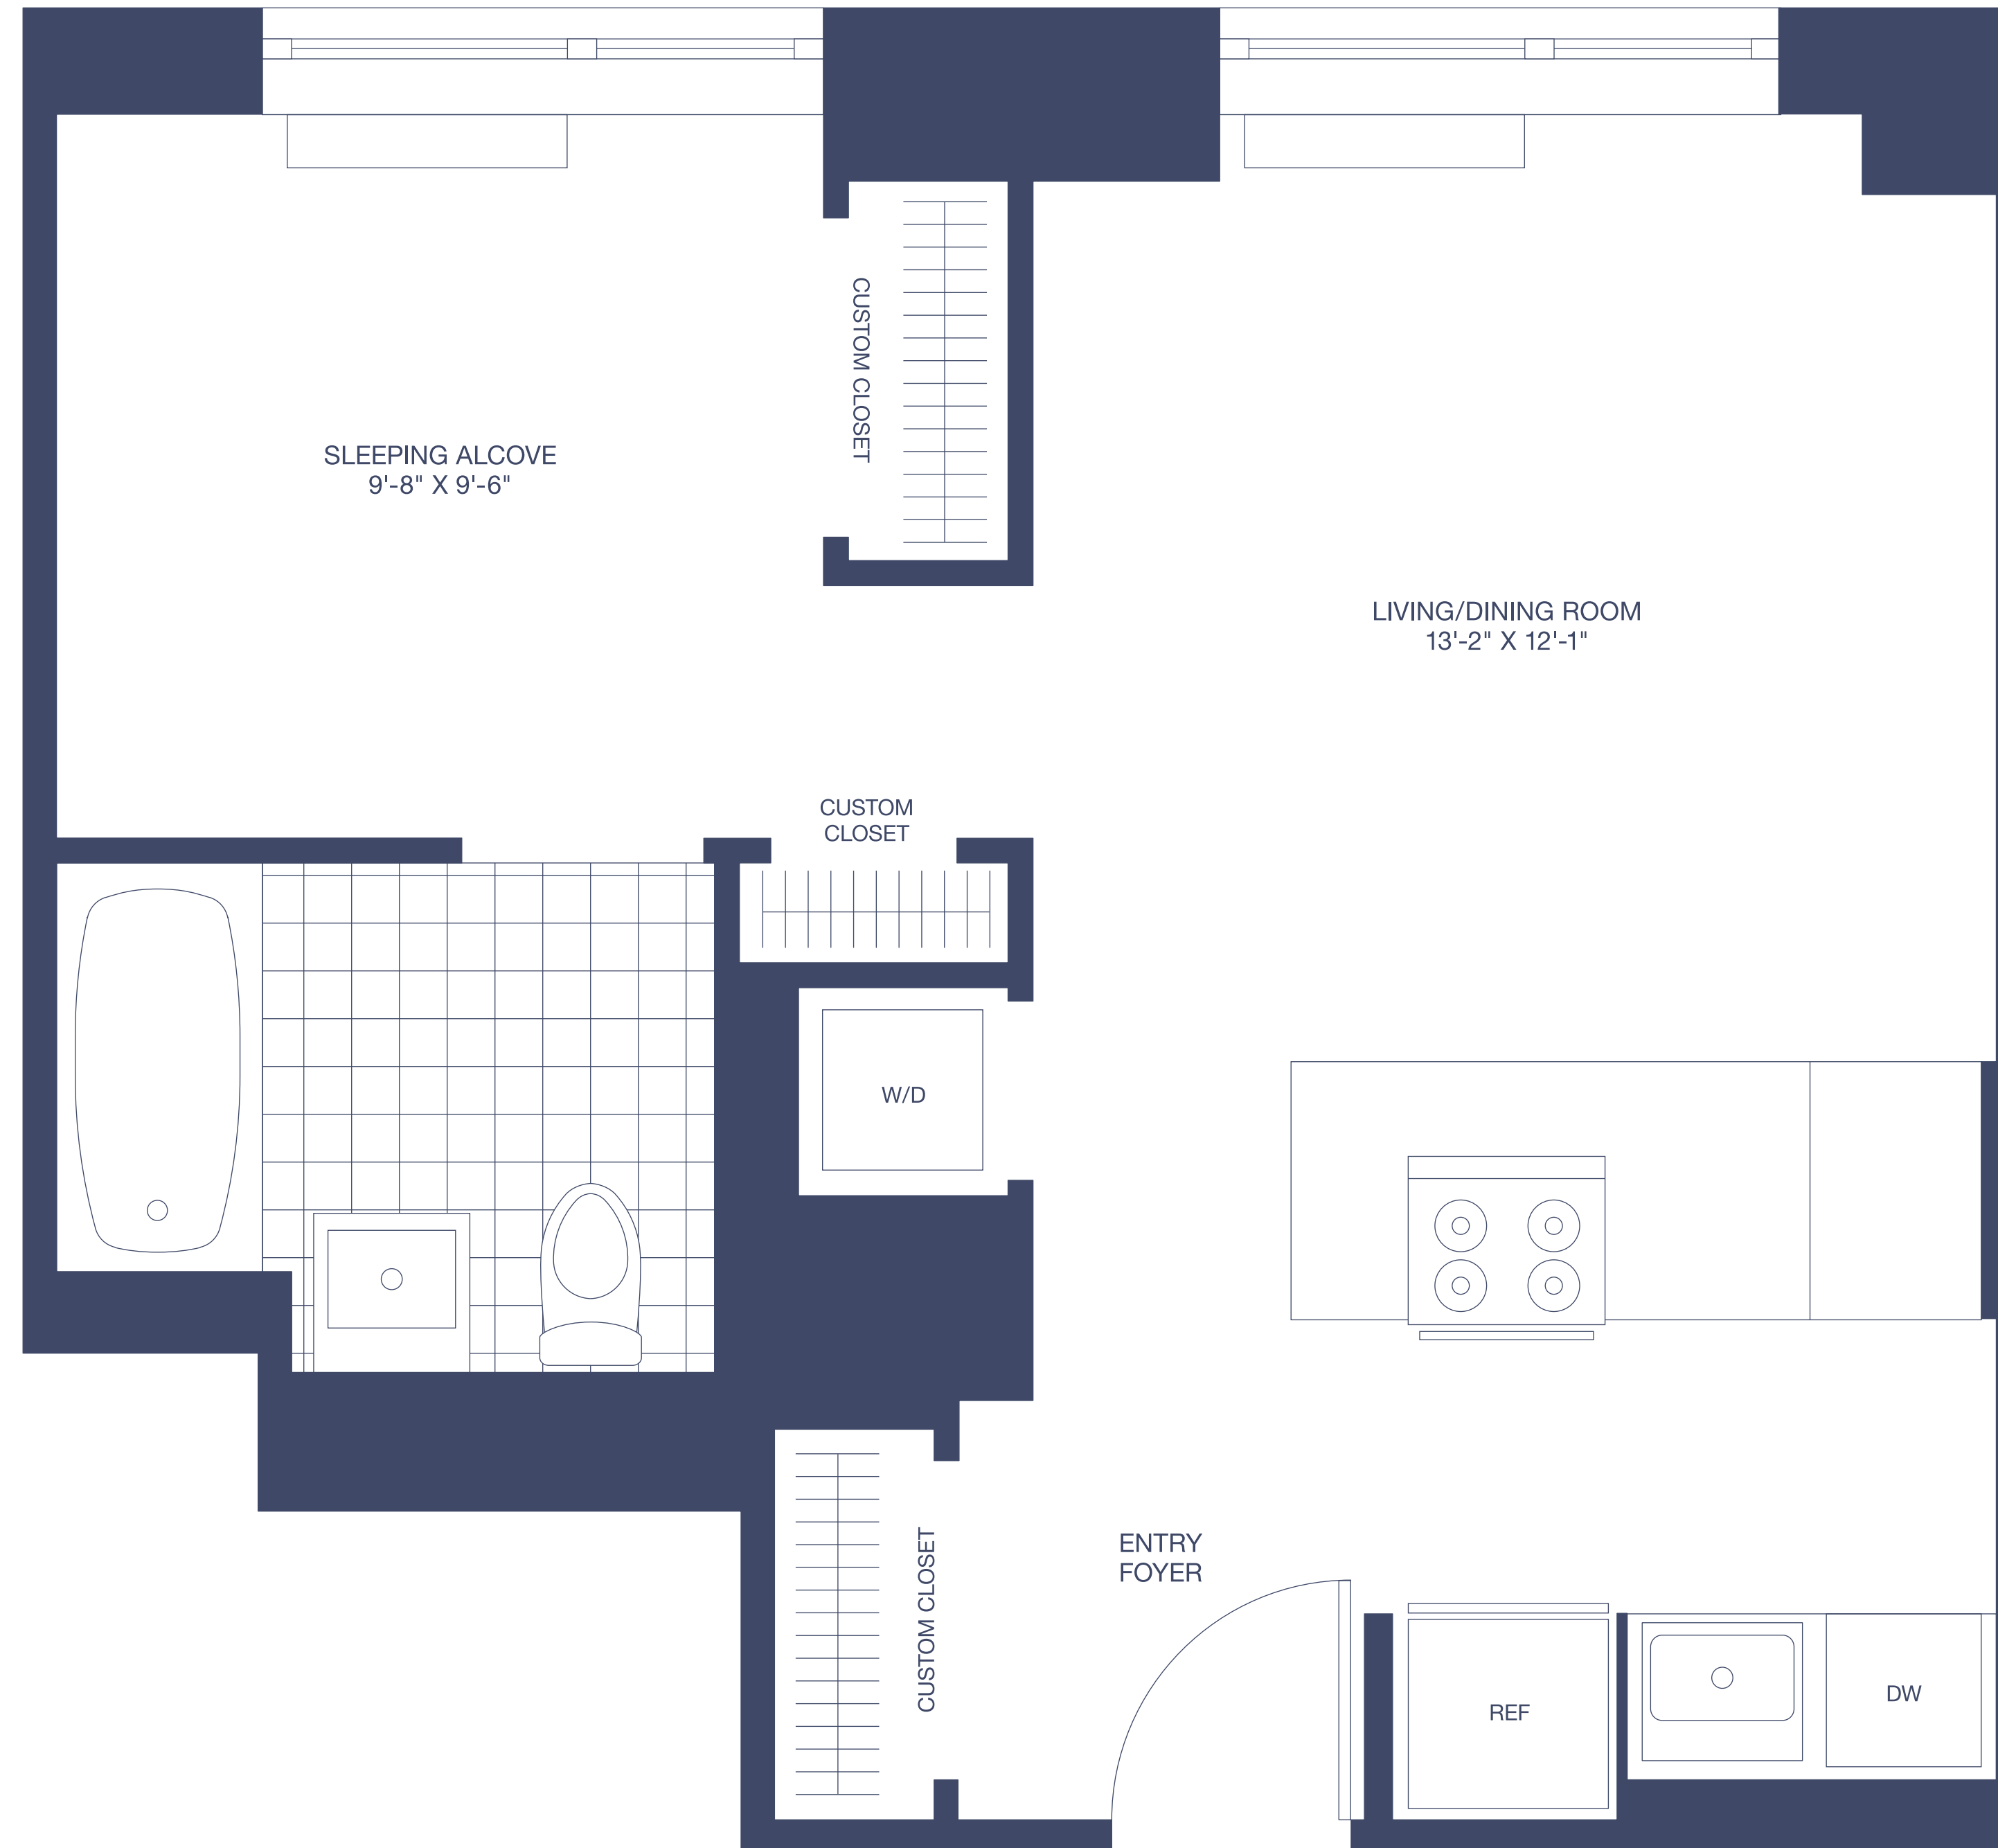 CUSTOM CLOSET
SLEEPING ALCOVE
9'-8" X 9'-6"
LIVING/DINING ROOM
13'-2" X 12'-1"
CUSTOM
CLOSET
W/D
ENTRY
FOYER
CUSTOM CLOSET
REF
DW